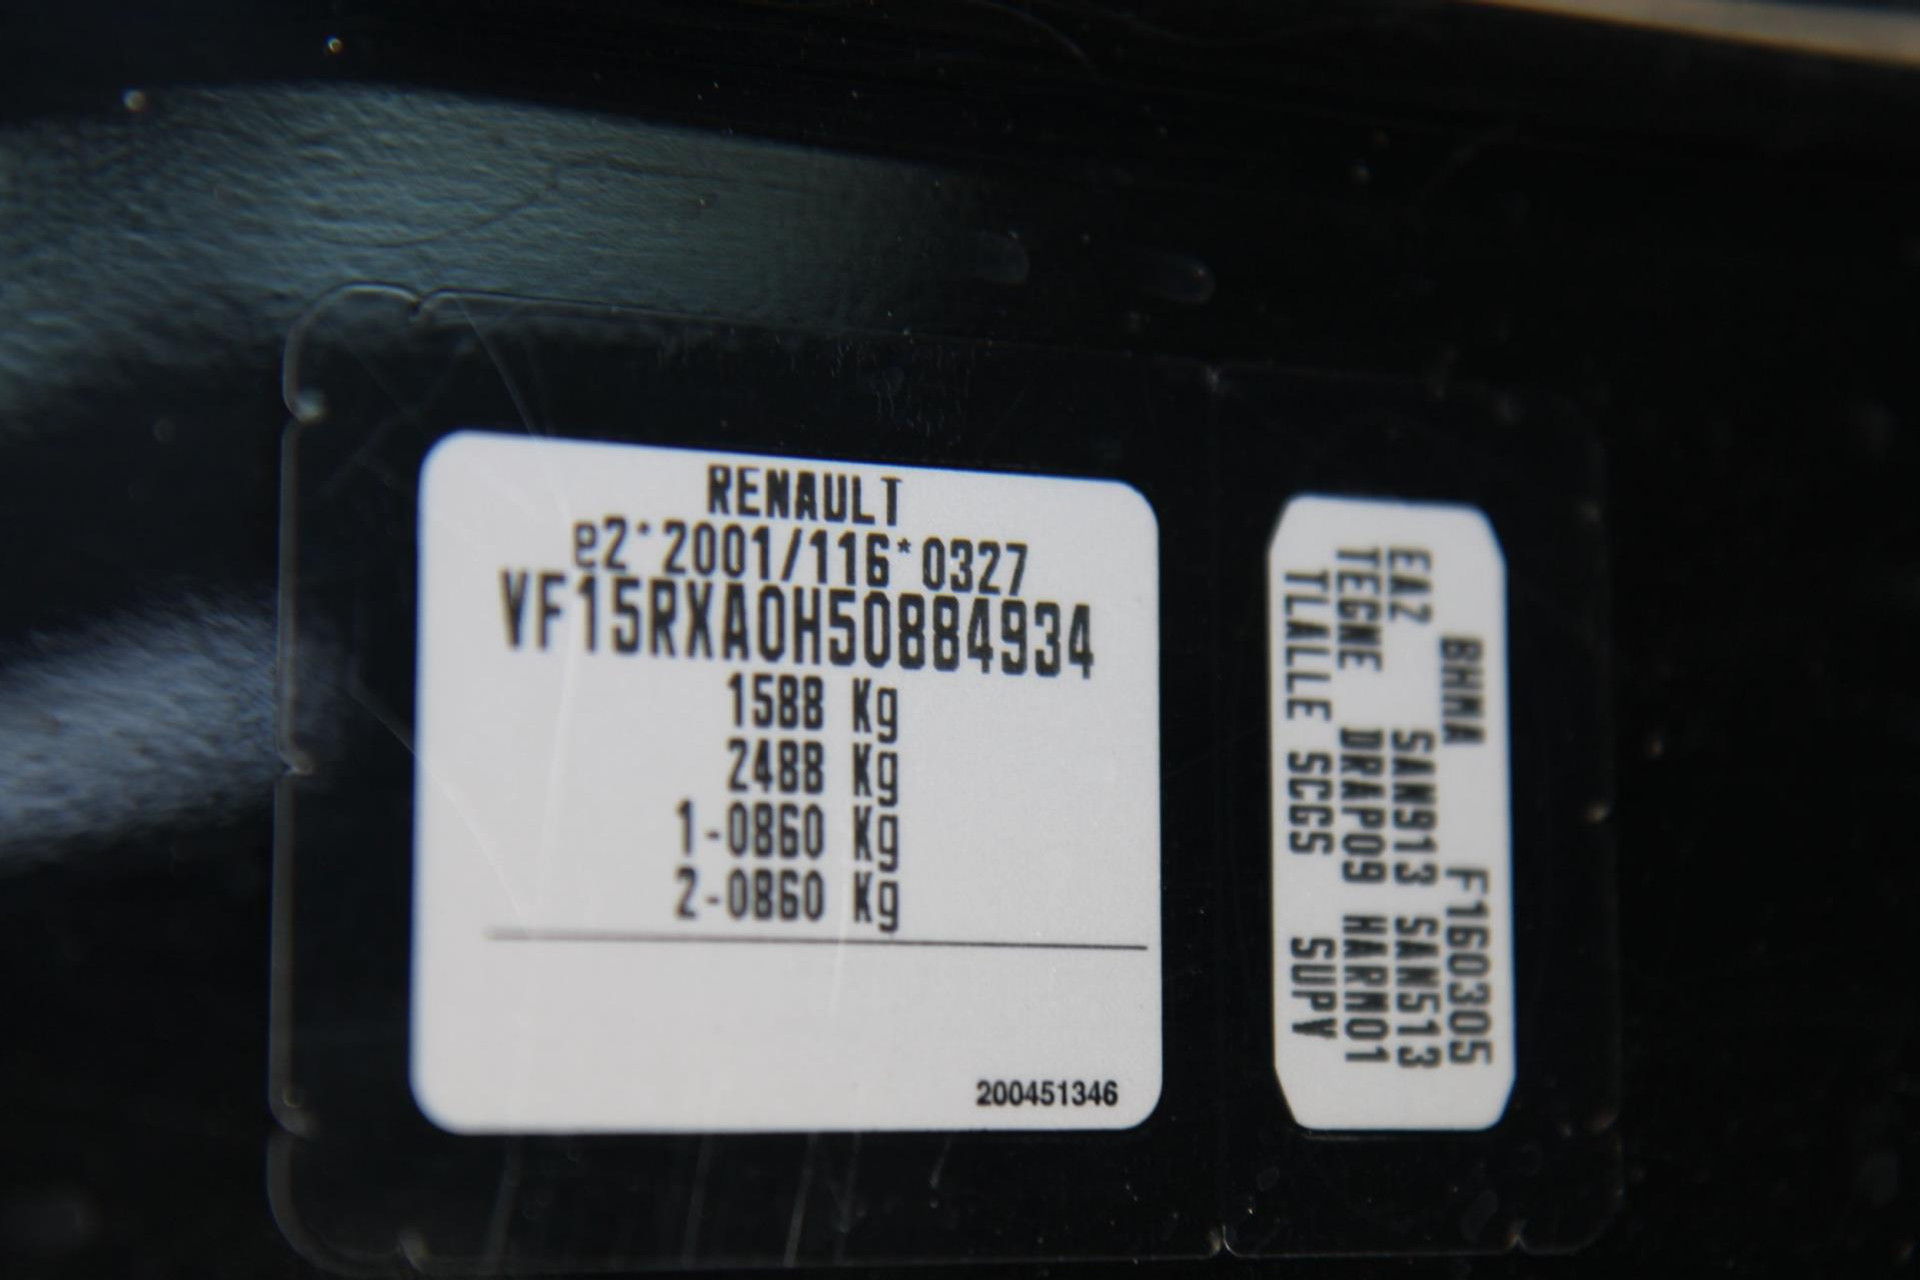 RENAULT
e2*2001/116*0327
VF15RXA0H50884934
1588 Kg
2488 Kg
1-0860 Kg
2-0860 Kg
200451346
BHMA F160305
EA2 SAN913 SAN513
TEGNE DRAP09 HARM01
TLALLE SCGS SUPV